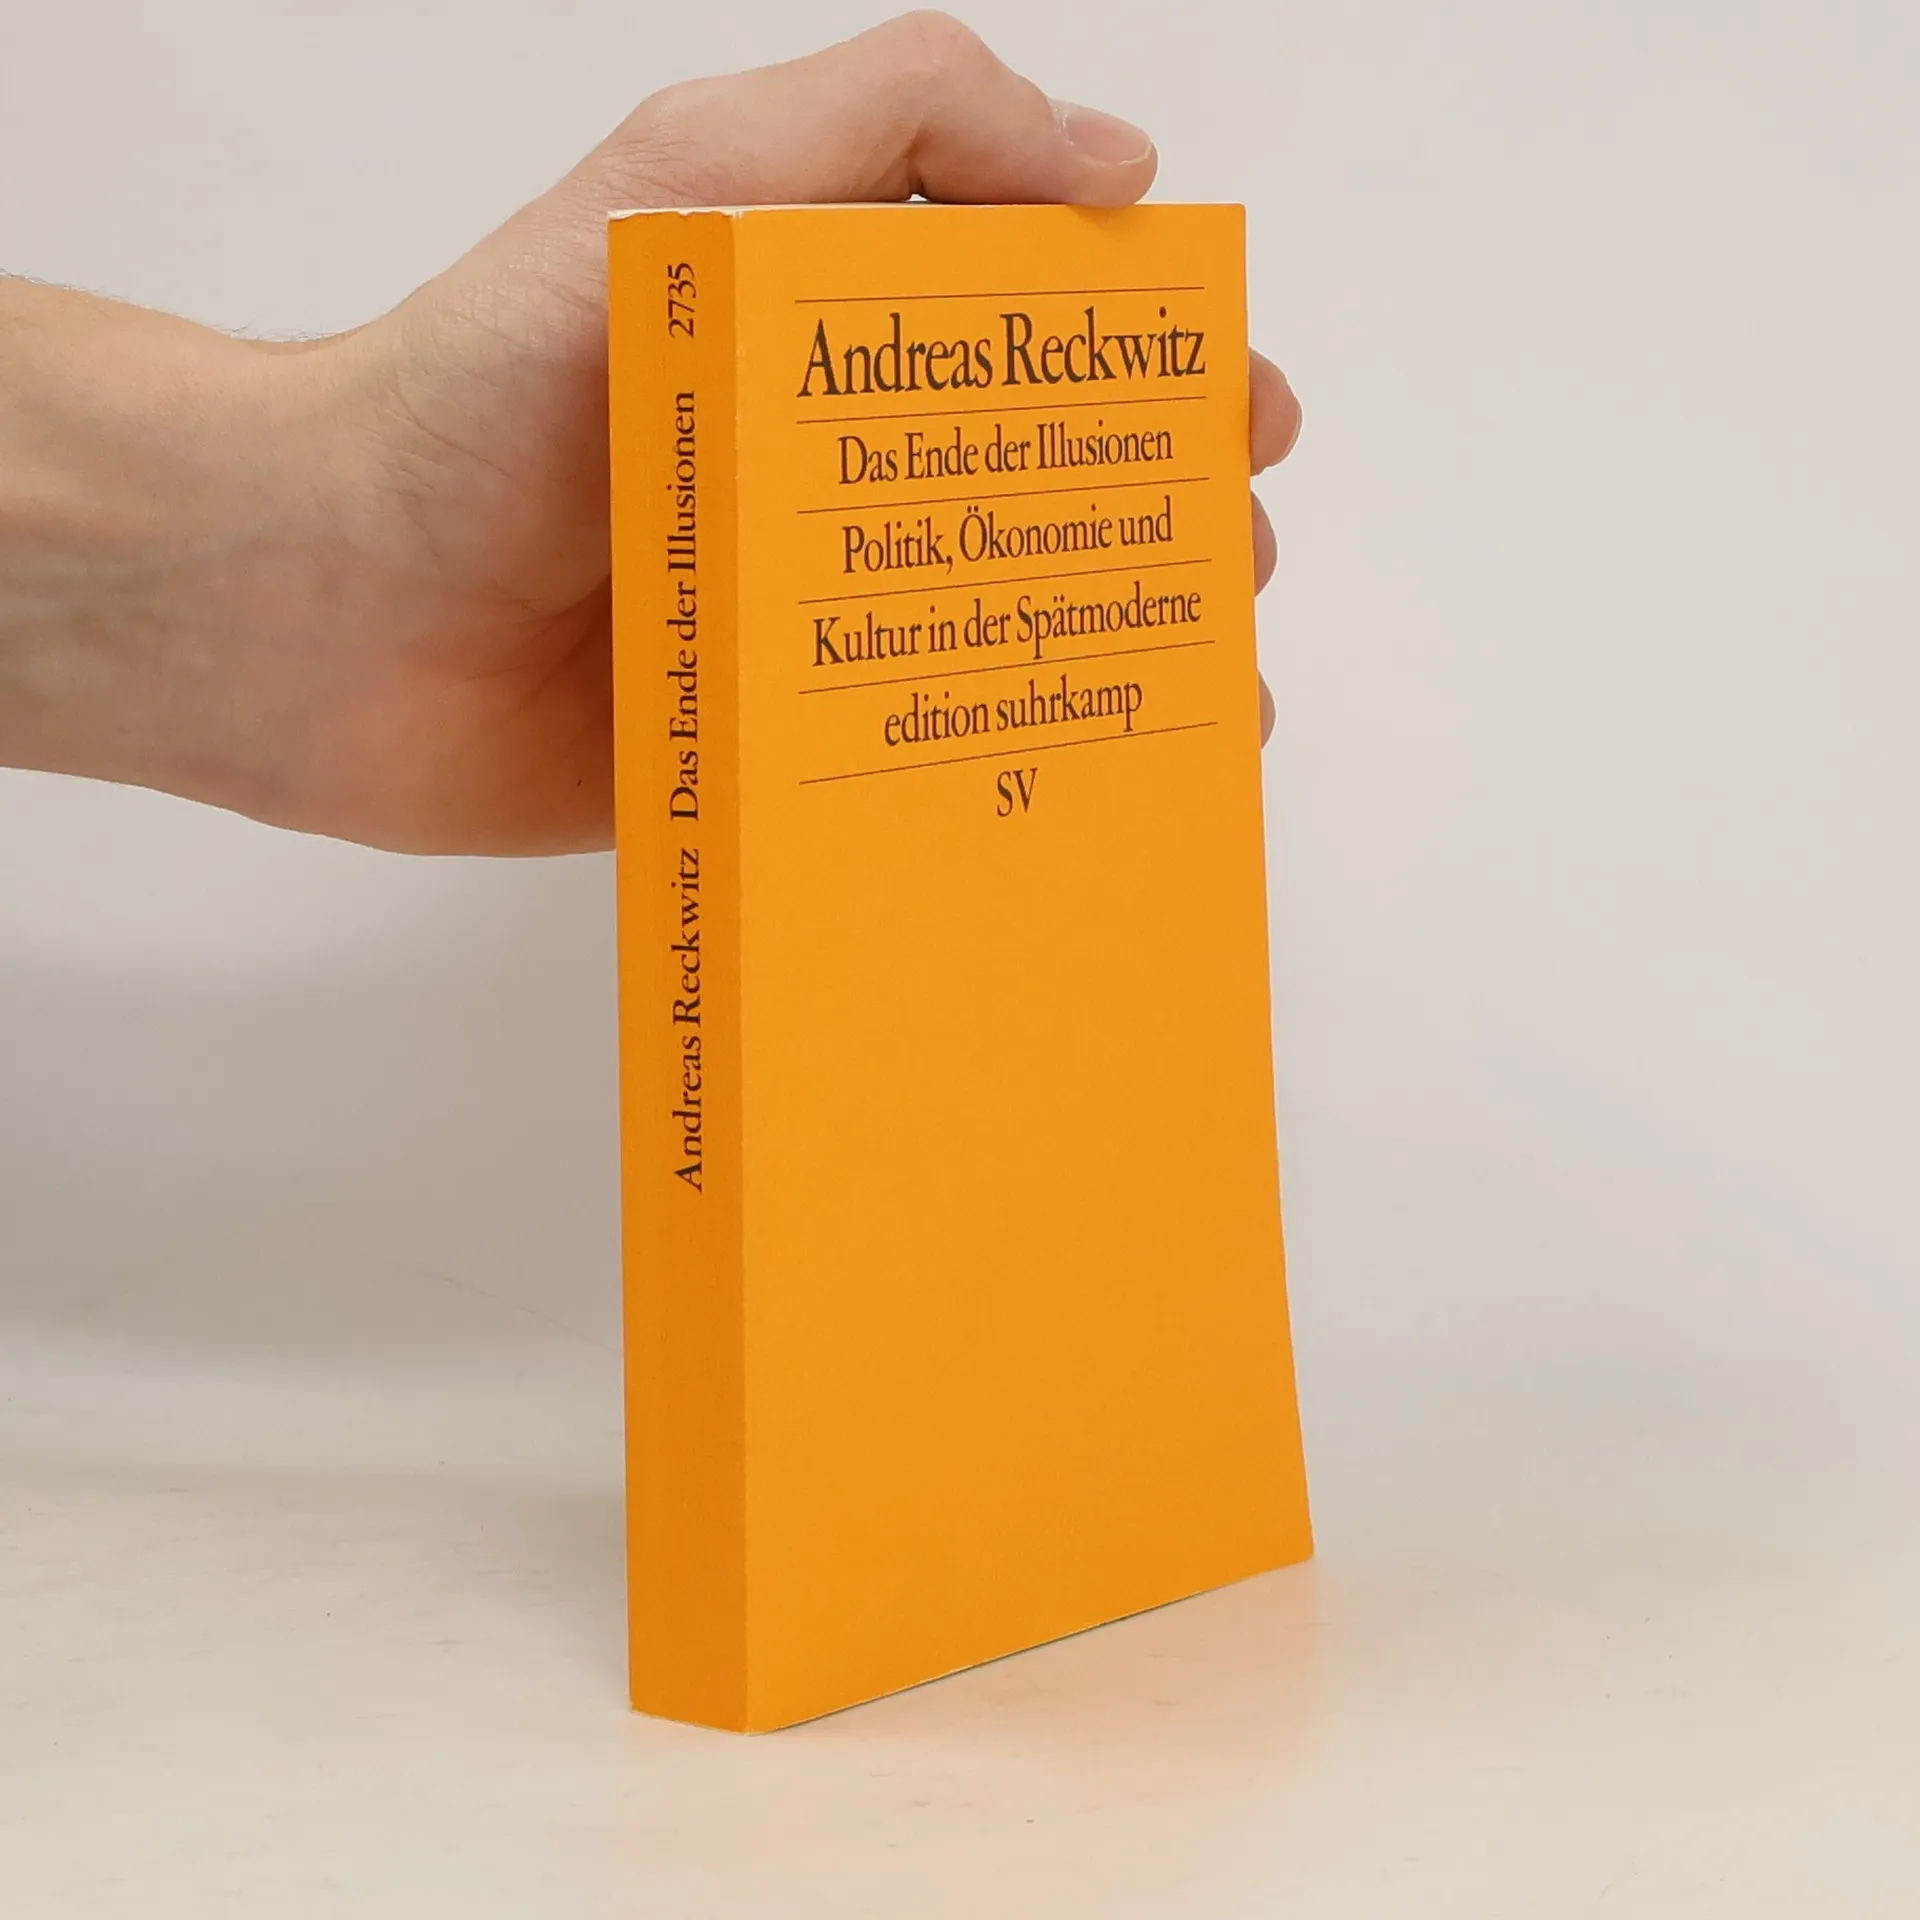 Andreas Reckwitz Das Ende der Illusionen 2735
Andreas Reckwitz
Das Ende der Illusionen
Politik, Ökonomie und
Kultur in der Spätmoderne
edition suhrkamp
SV